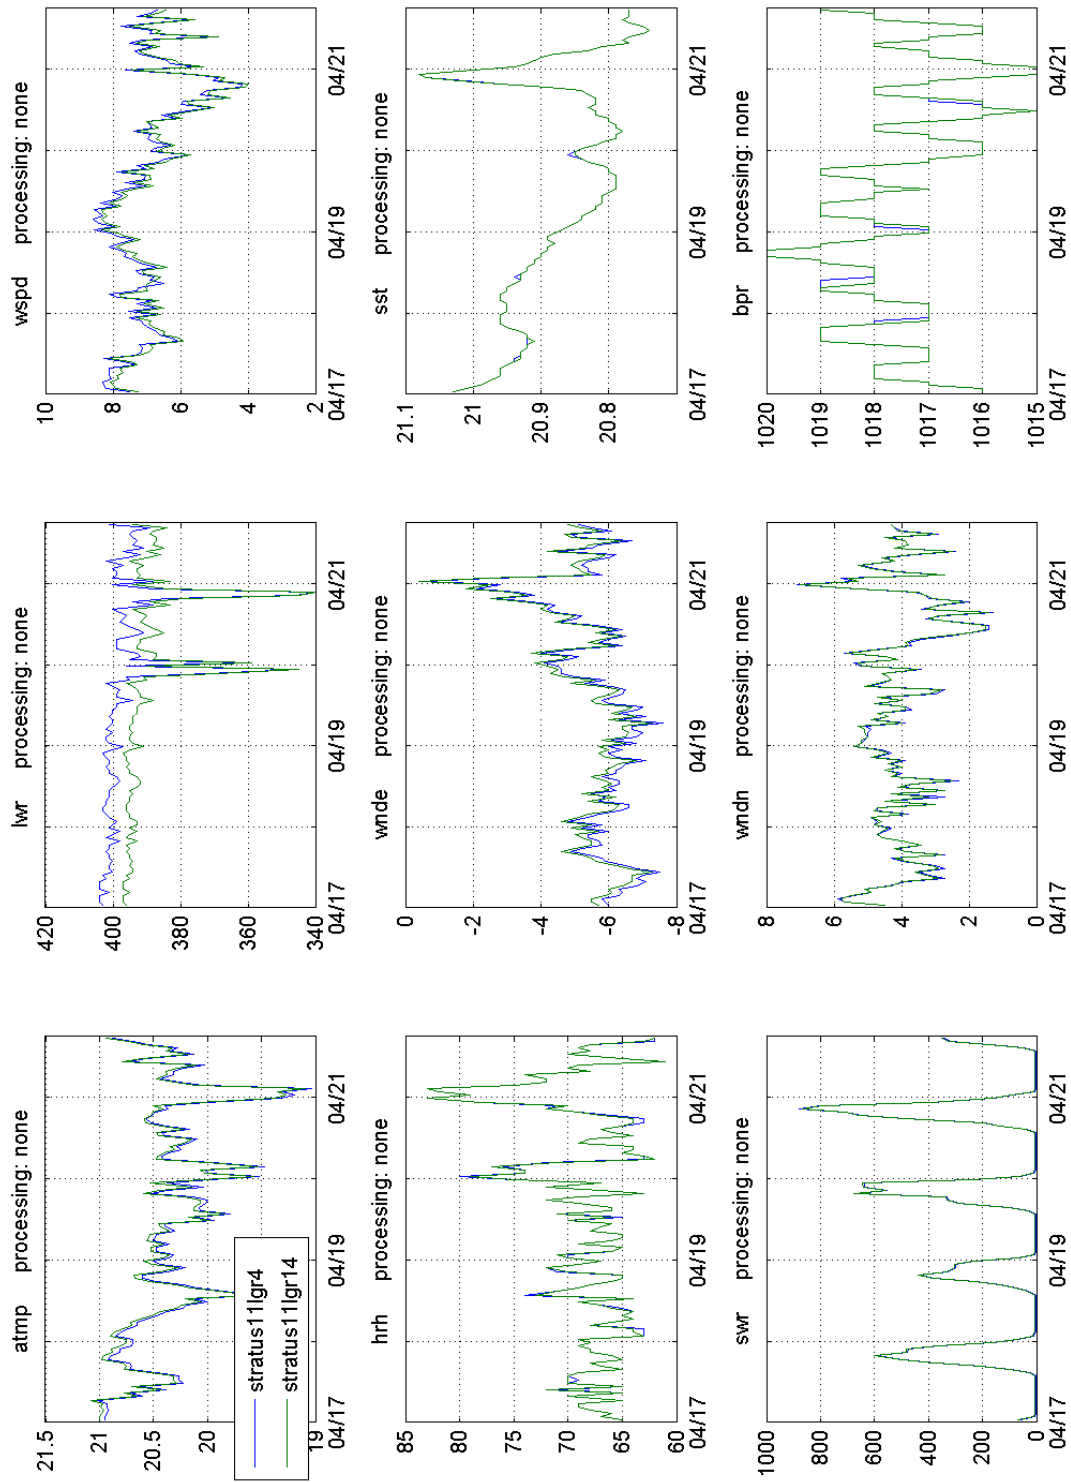 atmp processing: none
21.5
21
20.5
20
19
04/17 04/19 04/21
stratus11lgr4
stratus11lgr14
lwr processing: none
420
400
380
360
340
04/17 04/19 04/21
wspd processing: none
10
8
6
4
2
04/17 04/19 04/21
hrh processing: none
85
80
75
70
65
60
04/17 04/19 04/21
wnde processing: none
0
-2
-4
-6
-8
04/17 04/19 04/21
sst processing: none
21.1
21
20.9
20.8
04/17 04/19 04/21
swr processing: none
1000
800
600
400
200
0
04/17 04/19 04/21
wndn processing: none
8
6
4
2
0
04/17 04/19 04/21
bpr processing: none
1020
1019
1018
1017
1016
1015
04/17 04/19 04/21